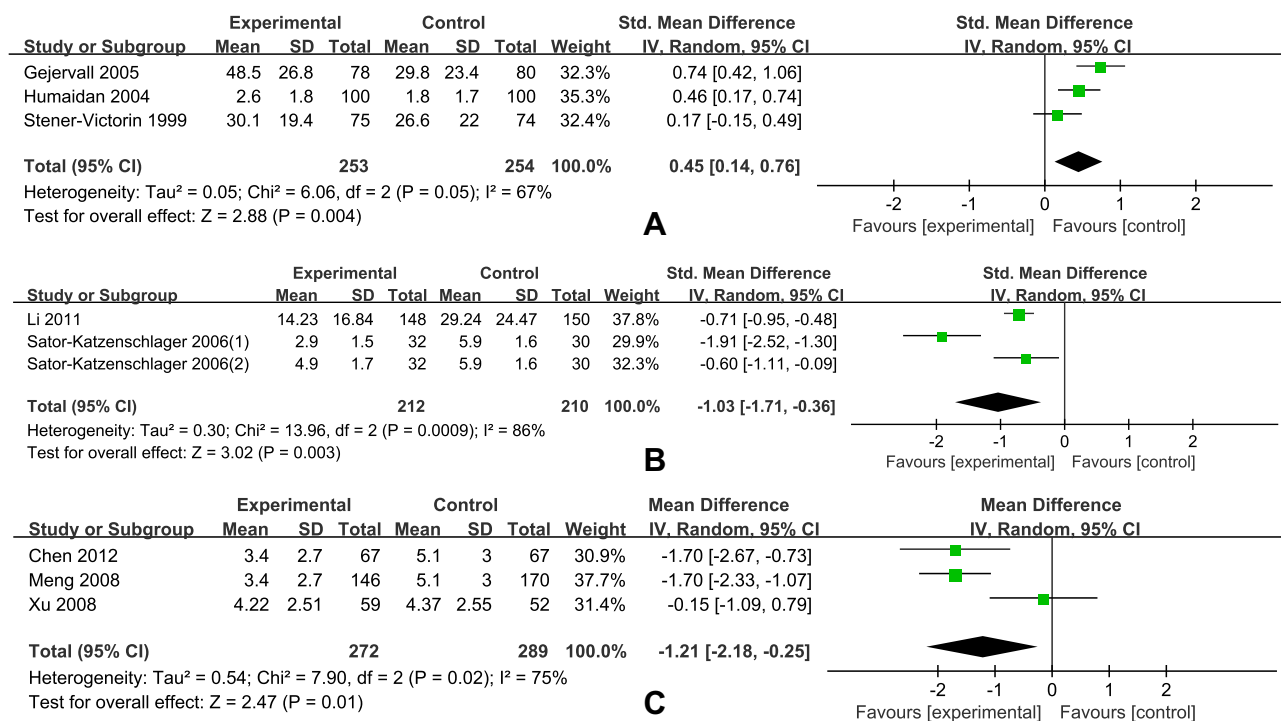 Experimental Control Std. Mean Difference Std. Mean Difference
Study or Subgroup Mean SD Total Mean SD Total Weight IV, Random, 95% CI IV, Random, 95% CI
Gejervall 2005 48.5 26.8 78 29.8 23.4 80 32.3% 0.74 [0.42, 1.06]
Humaidan 2004 2.6 1.8 100 1.8 1.7 100 35.3% 0.46 [0.17, 0.74]
Stener-Victorin 1999 30.1 19.4 75 26.6 22 74 32.4% 0.17 [-0.15, 0.49]
Total (95% CI) 253 254 100.0% 0.45 [0.14, 0.76]
Heterogeneity: Tau² = 0.05; Chi² = 6.06, df = 2 (P = 0.05); I² = 67%
Test for overall effect: Z = 2.88 (P = 0.004)
-2 -1 0 1 2
Favours [experimental] Favours [control]
A
Experimental Control Std. Mean Difference Std. Mean Difference
Study or Subgroup Mean SD Total Mean SD Total Weight IV, Random, 95% CI IV, Random, 95% CI
Li 2011 14.23 16.84 148 29.24 24.47 150 37.8% -0.71 [-0.95, -0.48]
Sator-Katzenschlager 2006(1) 2.9 1.5 32 5.9 1.6 30 29.9% -1.91 [-2.52, -1.30]
Sator-Katzenschlager 2006(2) 4.9 1.7 32 5.9 1.6 30 32.3% -0.60 [-1.11, -0.09]
Total (95% CI) 212 210 100.0% -1.03 [-1.71, -0.36]
Heterogeneity: Tau² = 0.30; Chi² = 13.96, df = 2 (P = 0.0009); I² = 86%
Test for overall effect: Z = 3.02 (P = 0.003)
-2 -1 0 1 2
Favours [experimental] Favours [control]
B
Experimental Control Mean Difference Mean Difference
Study or Subgroup Mean SD Total Mean SD Total Weight IV, Random, 95% CI IV, Random, 95% CI
Chen 2012 3.4 2.7 67 5.1 3 67 30.9% -1.70 [-2.67, -0.73]
Meng 2008 3.4 2.7 146 5.1 3 170 37.7% -1.70 [-2.33, -1.07]
Xu 2008 4.22 2.51 59 4.37 2.55 52 31.4% -0.15 [-1.09, 0.79]
Total (95% CI) 272 289 100.0% -1.21 [-2.18, -0.25]
Heterogeneity: Tau² = 0.54; Chi² = 7.90, df = 2 (P = 0.02); I² = 75%
Test for overall effect: Z = 2.47 (P = 0.01)
-2 -1 0 1 2
Favours [experimental] Favours [control]
C